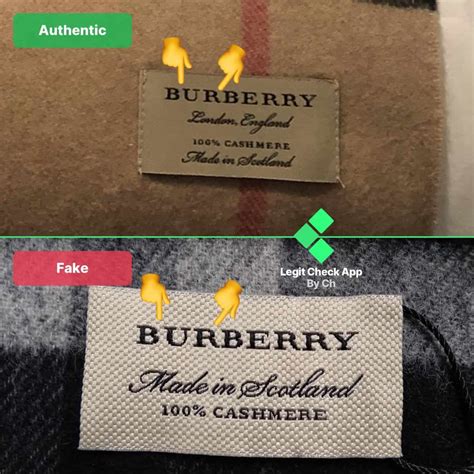 Authentic
BURBERRY
London, England
100% CASHMERE
Made in Scotland
Legit Check App
By Ch
Fake
BURBERRY
Made in Scotland
100% CASHMERE